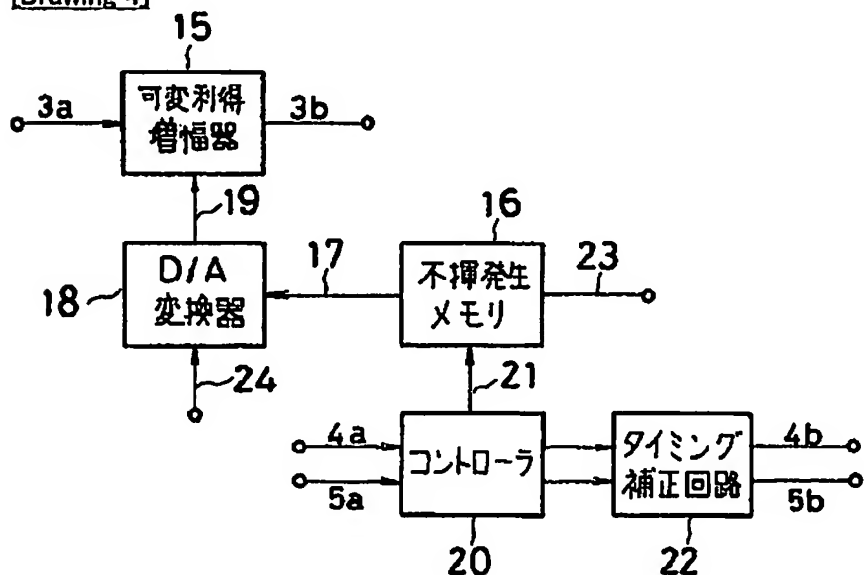 [Drawing 4]
15
3a
可変利得
増幅器
3b
19
16
18
D/A
変換器
17
不揮発生
メモリ
23
24
21
4a
5a
コントローラ
タイミング
補正回路
4b
5b
20
22